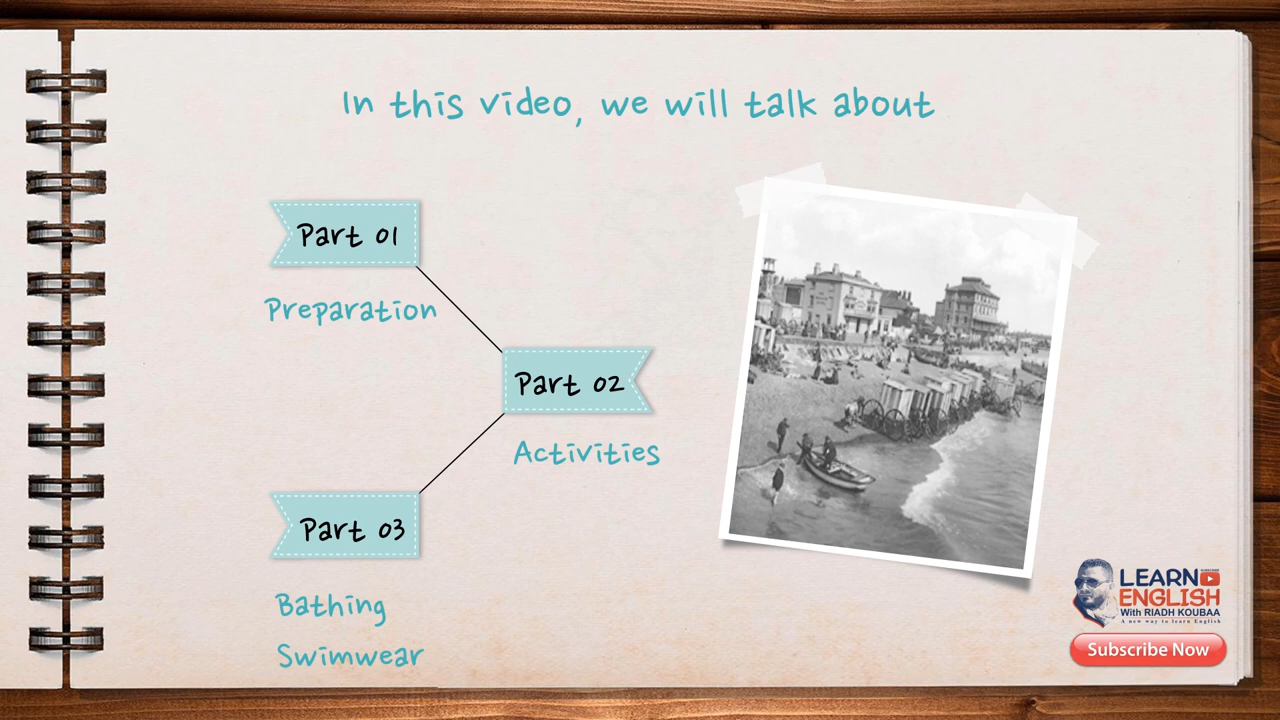 In this video, we will talk about
Part 01
Preparation
Part 02
Activities
Part 03
Bathing
Swimwear
LEARN
ENGLISH
With RIADH KOUBAA
A new way to learn English
Subscribe Now